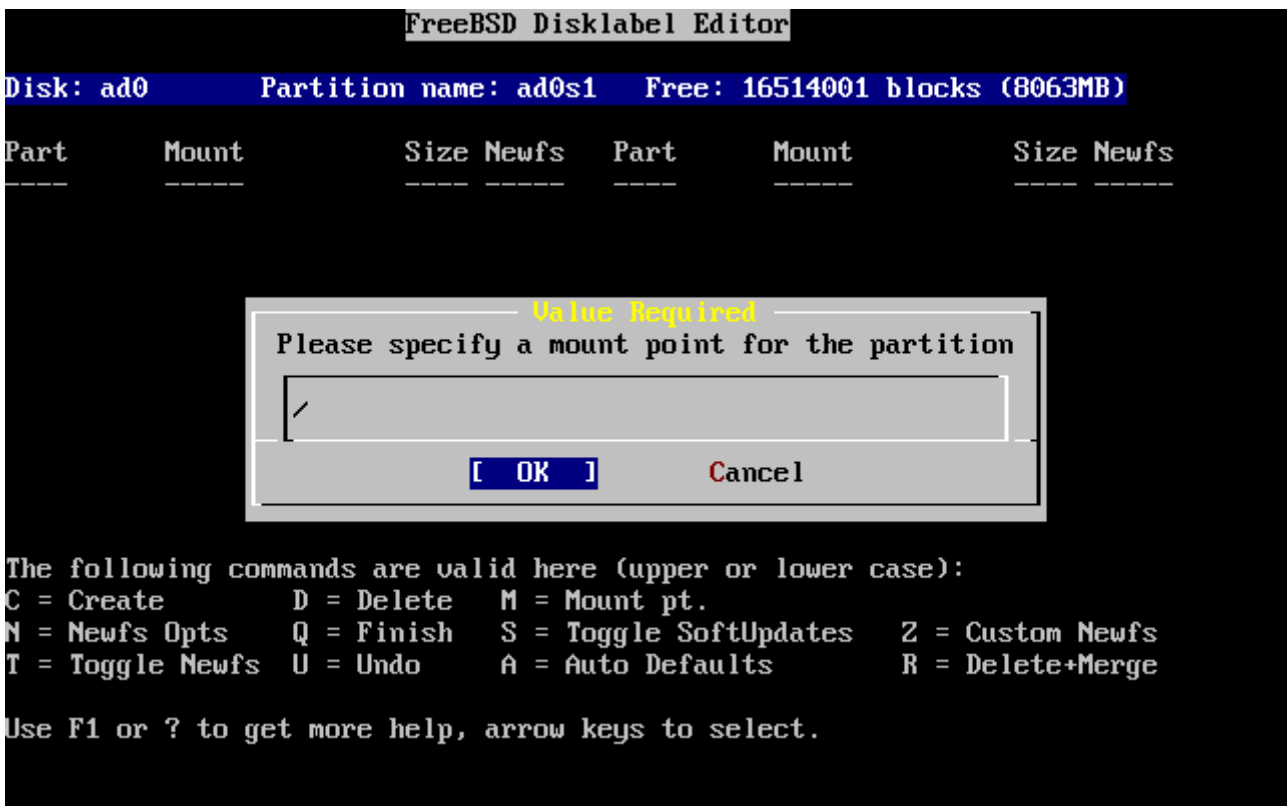 FreeBSD Disklabel Editor
Disk: ad0 Partition name: ad0s1 Free: 16514001 blocks (8063MB)
Part Mount Size Newfs Part Mount Size Newfs
---- ----- ---- ----- ---- ----- ---- -----
Value Required
Please specify a mount point for the partition
/
[ OK ] Cancel
The following commands are valid here (upper or lower case):
C = Create D = Delete M = Mount pt.
N = Newfs Opts Q = Finish S = Toggle SoftUpdates Z = Custom Newfs
T = Toggle Newfs U = Undo A = Auto Defaults R = Delete+Merge
Use F1 or ? to get more help, arrow keys to select.